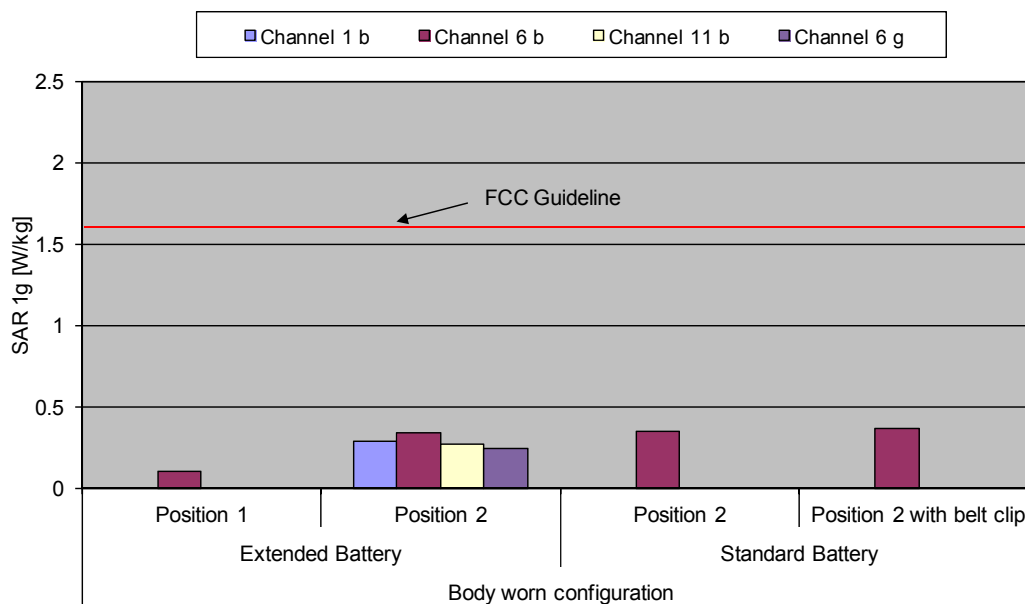 Channel 1 b Channel 6 b Channel 11 b Channel 6 g
2.5
2
1.5
1
0.5
0
SAR 1g [W/kg]
FCC Guideline
Position 1 Position 2 Position 2 Position 2 with belt clip
Extended Battery Standard Battery
Body worn configuration